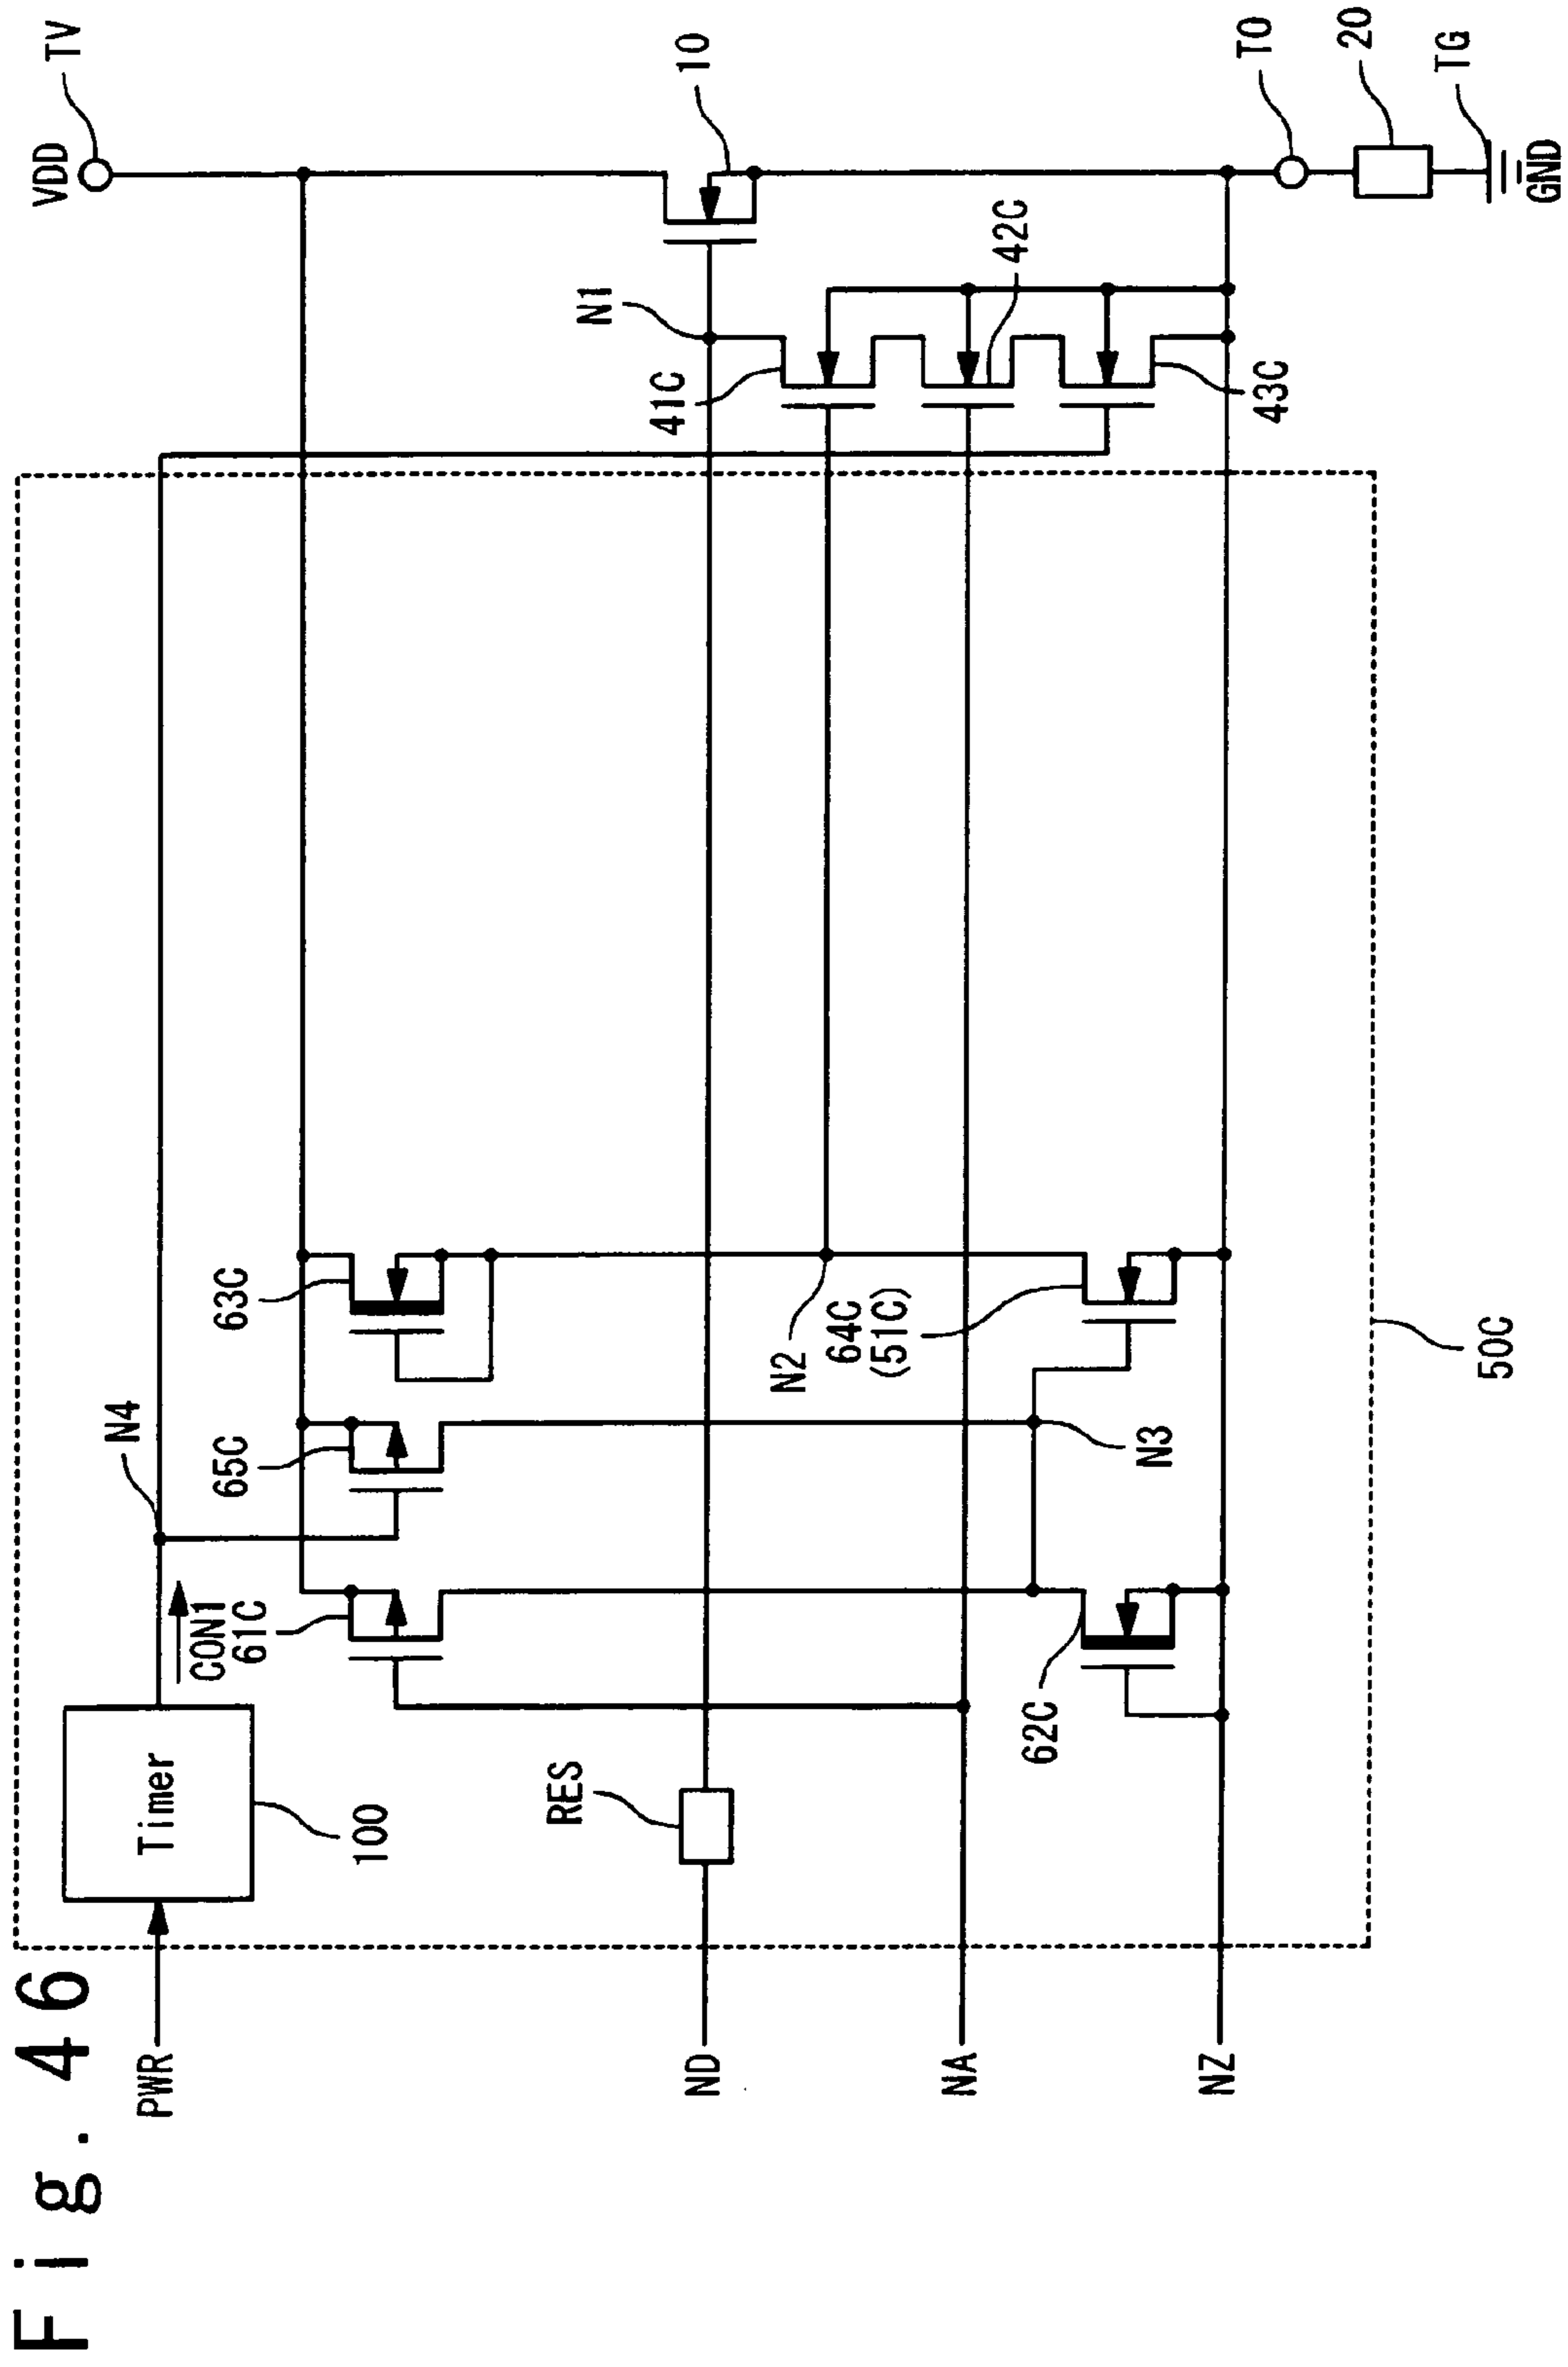 Fig. 46
VDD
TV
PWR
Timer
100
CON1
N4
61C
65C
63C
RES
ND
N1
10
41C
42C
43C
N2
64C
(51C)
NA
62C
N3
NZ
TO
20
TG
GND
50C